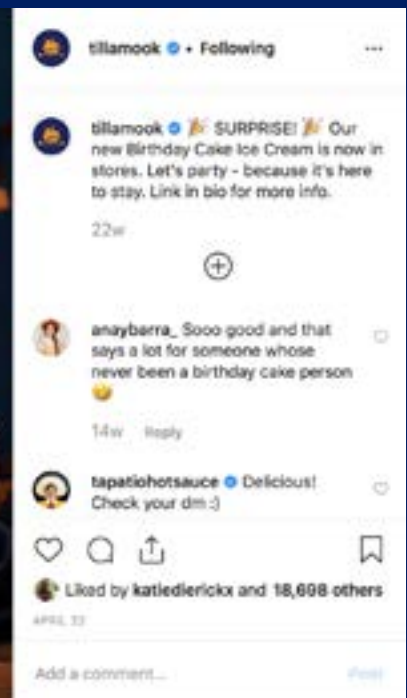 tillamook • Following
tillamook 🎉 SURPRISE! 🎉 Our
new Birthday Cake Ice Cream is now in
stores. Let's party - because it's here
to stay. Link in bio for more info.
22w
anaybarra_ Sooo good and that
says a lot for someone whose
never been a birthday cake person
🤣
14w Reply
tapatiohotsauce Delicious!
Check your dm :)
Liked by katiedierickx and 18,698 others
APRIL
Add a comment...
Post